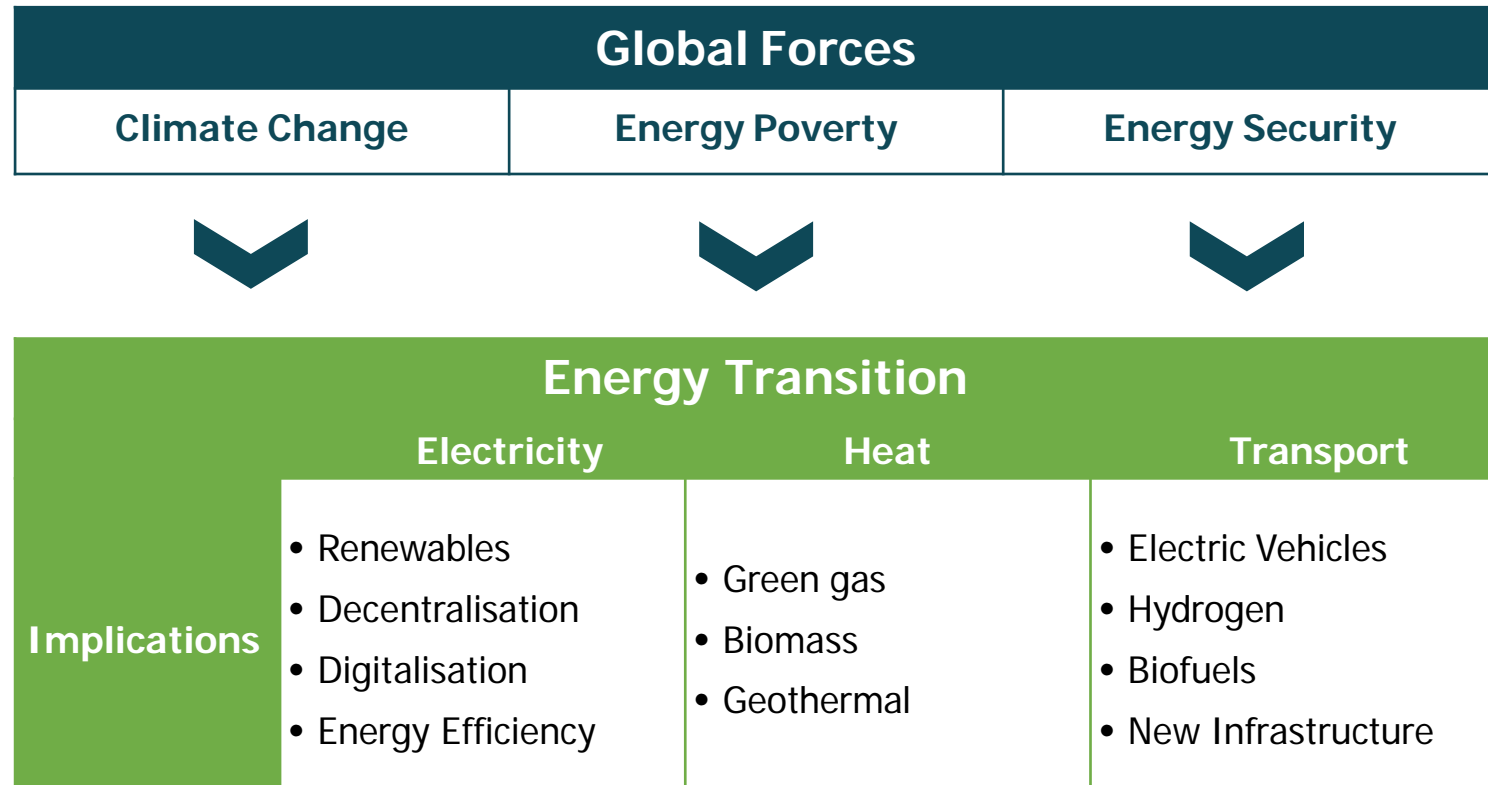 Global Forces
Climate Change
Energy Poverty
Energy Security
Energy Transition
Electricity
Heat
Transport
Implications
• Renewables
• Decentralisation
• Digitalisation
• Energy Efficiency
• Green gas
• Biomass
• Geothermal
• Electric Vehicles
• Hydrogen
• Biofuels
• New Infrastructure